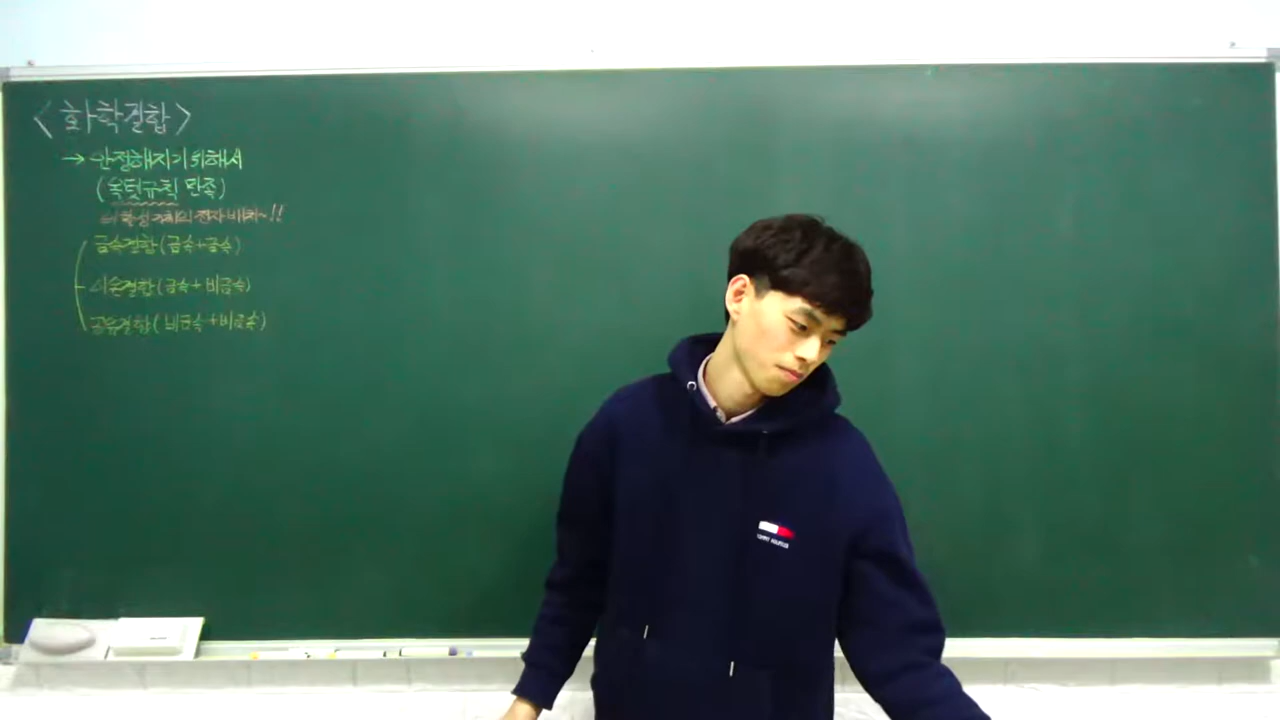 <화학결합>
→ 안정해지기 위해서
(옥텟규칙 만족)
비활성기체의 전자배치~!!
금속결합(금속+금속)
이온결합(금속+비금속)
공유결합(비금속+비금속)
TOMMY HILFIGER